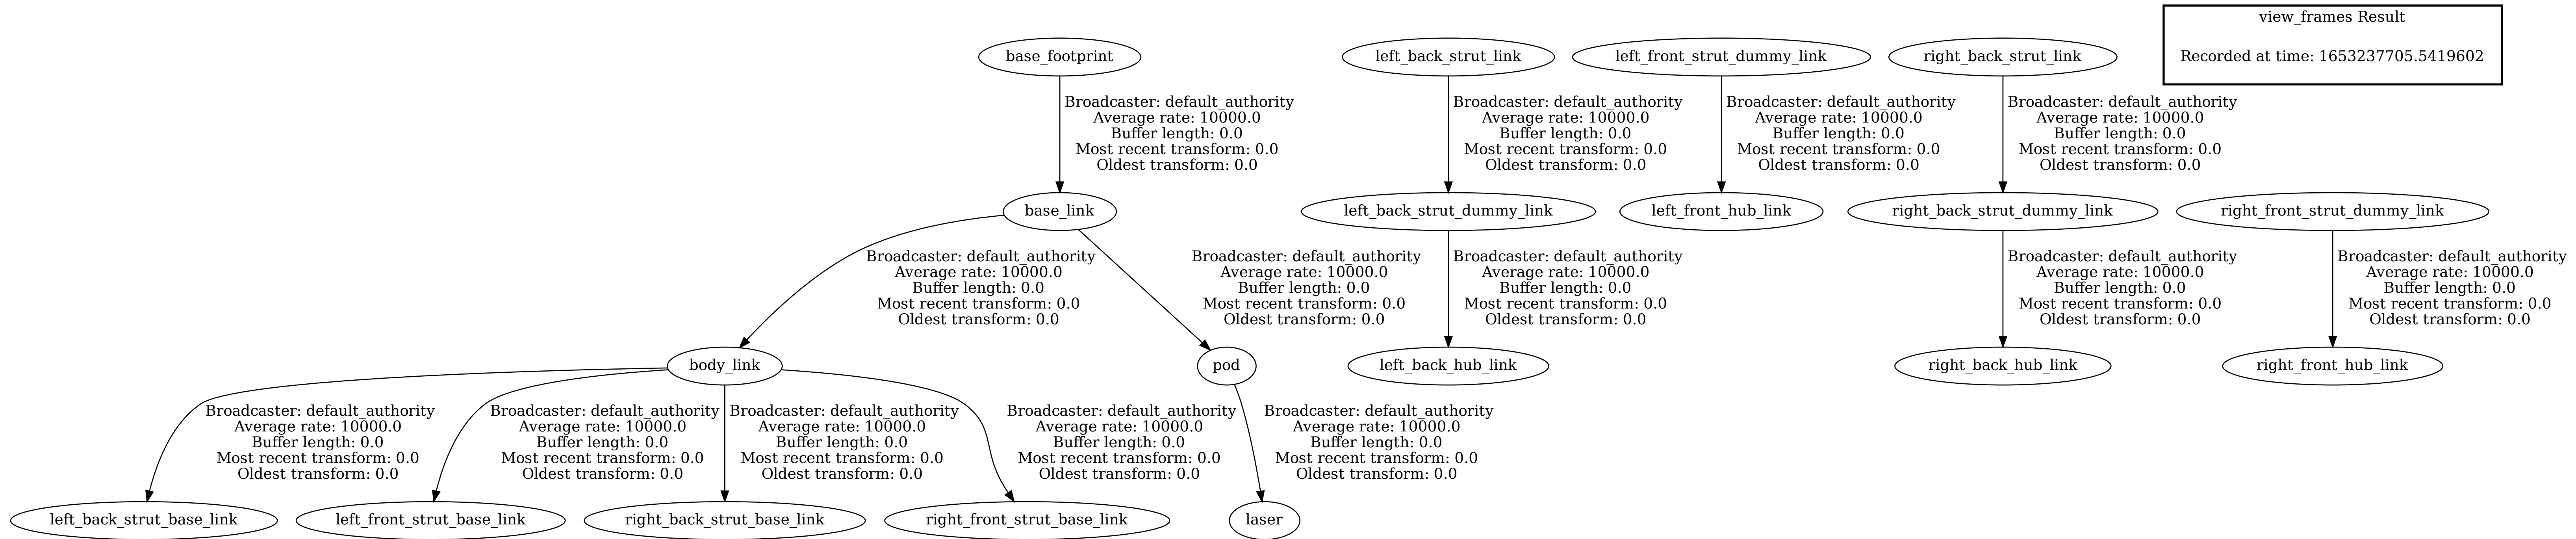 view_frames Result
Recorded at time: 1653237705.5419602
base_footprint
left_back_strut_link
left_front_strut_dummy_link
right_back_strut_link
Broadcaster: default_authority
Average rate: 10000.0
Buffer length: 0.0
Most recent transform: 0.0
Oldest transform: 0.0
Broadcaster: default_authority
Average rate: 10000.0
Buffer length: 0.0
Most recent transform: 0.0
Oldest transform: 0.0
Broadcaster: default_authority
Average rate: 10000.0
Buffer length: 0.0
Most recent transform: 0.0
Oldest transform: 0.0
Broadcaster: default_authority
Average rate: 10000.0
Buffer length: 0.0
Most recent transform: 0.0
Oldest transform: 0.0
base_link
left_back_strut_dummy_link
left_front_hub_link
right_back_strut_dummy_link
right_front_strut_dummy_link
Broadcaster: default_authority
Average rate: 10000.0
Buffer length: 0.0
Most recent transform: 0.0
Oldest transform: 0.0
Broadcaster: default_authority
Average rate: 10000.0
Buffer length: 0.0
Most recent transform: 0.0
Oldest transform: 0.0
Broadcaster: default_authority
Average rate: 10000.0
Buffer length: 0.0
Most recent transform: 0.0
Oldest transform: 0.0
Broadcaster: default_authority
Average rate: 10000.0
Buffer length: 0.0
Most recent transform: 0.0
Oldest transform: 0.0
Broadcaster: default_authority
Average rate: 10000.0
Buffer length: 0.0
Most recent transform: 0.0
Oldest transform: 0.0
body_link
pod
left_back_hub_link
right_back_hub_link
right_front_hub_link
Broadcaster: default_authority
Average rate: 10000.0
Buffer length: 0.0
Most recent transform: 0.0
Oldest transform: 0.0
Broadcaster: default_authority
Average rate: 10000.0
Buffer length: 0.0
Most recent transform: 0.0
Oldest transform: 0.0
Broadcaster: default_authority
Average rate: 10000.0
Buffer length: 0.0
Most recent transform: 0.0
Oldest transform: 0.0
Broadcaster: default_authority
Average rate: 10000.0
Buffer length: 0.0
Most recent transform: 0.0
Oldest transform: 0.0
Broadcaster: default_authority
Average rate: 10000.0
Buffer length: 0.0
Most recent transform: 0.0
Oldest transform: 0.0
left_back_strut_base_link
left_front_strut_base_link
right_back_strut_base_link
right_front_strut_base_link
laser